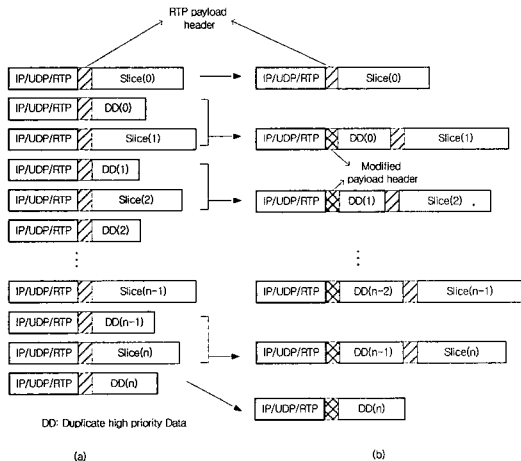 RTP payload
header
IP/UDP/RTP Slice(0)
IP/UDP/RTP DD(0)
IP/UDP/RTP Slice(1)
IP/UDP/RTP DD(1)
IP/UDP/RTP Slice(2)
IP/UDP/RTP DD(2)
IP/UDP/RTP Slice(n-1)
IP/UDP/RTP DD(n-1)
IP/UDP/RTP Slice(n)
IP/UDP/RTP DD(n)
DD: Duplicate high priority Data
(a)
IP/UDP/RTP Slice(0)
IP/UDP/RTP DD(0) Slice(1)
Modified
payload header
IP/UDP/RTP DD(1) Slice(2)
IP/UDP/RTP DD(n-2) Slice(n-1)
IP/UDP/RTP DD(n-1) Slice(n)
IP/UDP/RTP DD(n)
(b)